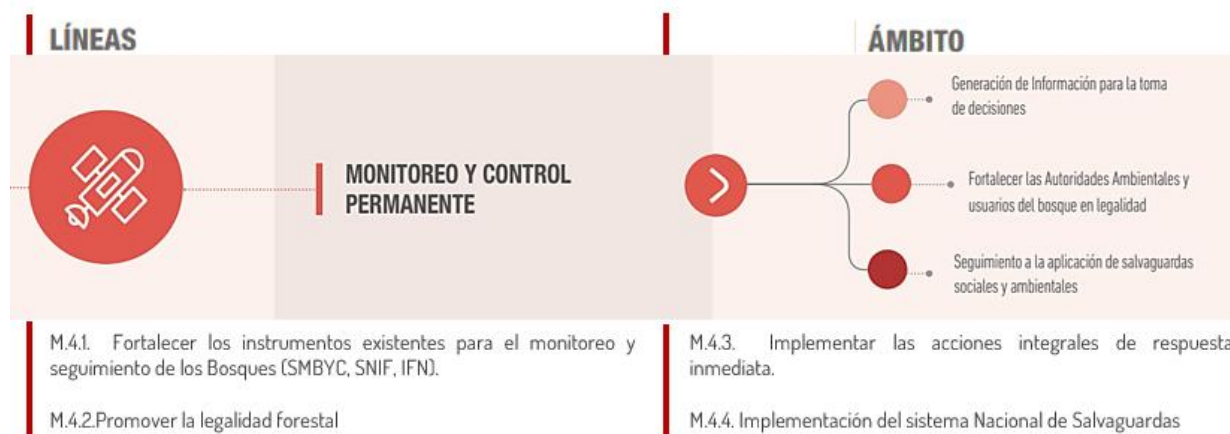 LÍNEAS
ÁMBITO
MONITOREO Y CONTROL
PERMANENTE
Generación de Información para la toma
de decisiones
Fortalecer las Autoridades Ambientales y
usuarios del bosque en legalidad
Seguimiento a la aplicación de salvaguardas
sociales y ambientales
M.4.1. Fortalecer los instrumentos existentes para el monitoreo y
seguimiento de los Bosques (SMBYC, SNIF, IFN).
M.4.2.Promover la legalidad forestal
M.4.3. Implementar las acciones integrales de respuesta
inmediata.
M.4.4. Implementación del sistema Nacional de Salvaguardas